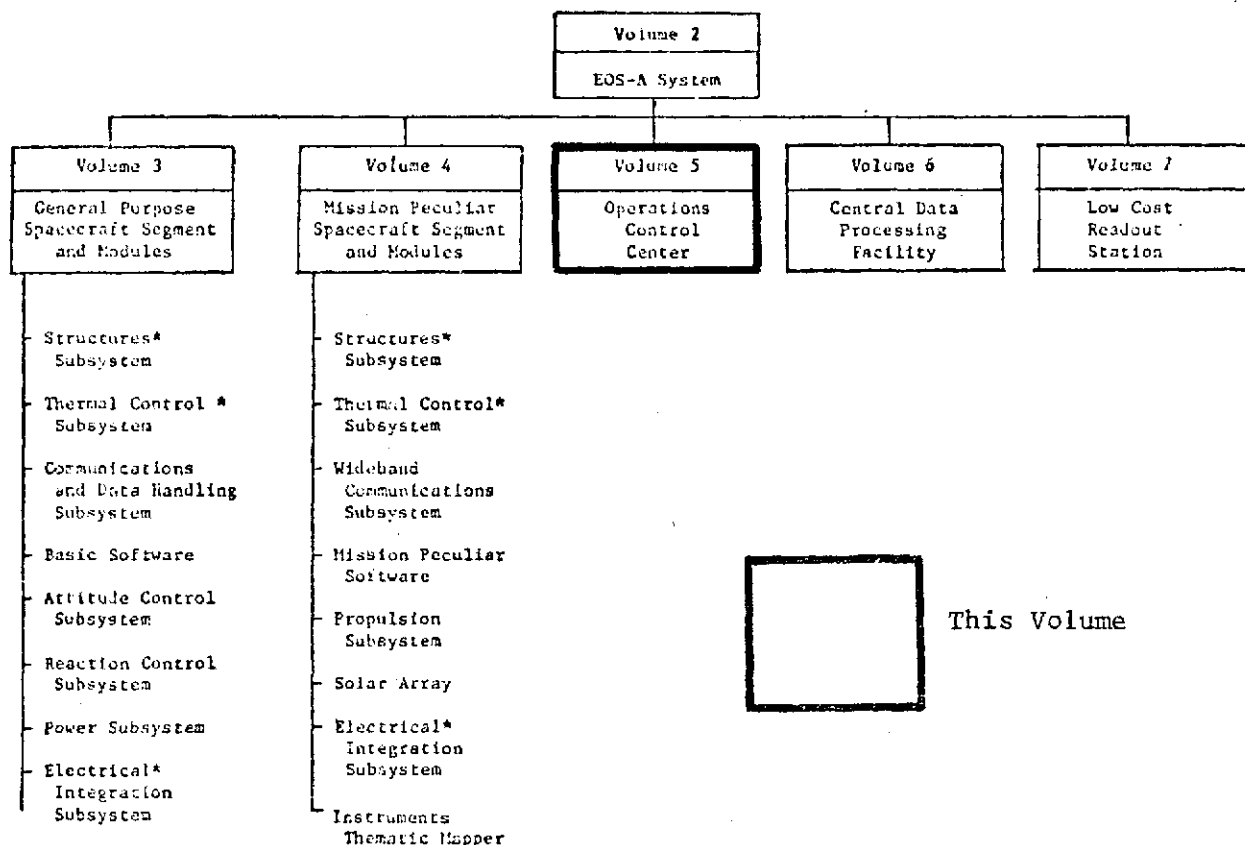 Volume 2
EOS-A System
Volume 3
General Purpose
Spacecraft Segment
and Modules
Volume 4
Mission Peculiar
Spacecraft Segment
and Modules
Volume 5
Operations
Control
Center
Volume 6
Central Data
Processing
Facility
Volume 7
Low Cost
Readout
Station
Structures*
Subsystem
Thermal Control *
Subsystem
Communications
and Data Handling
Subsystem
Basic Software
Attitude Control
Subsystem
Reaction Control
Subsystem
Power Subsystem
Electrical*
Integration
Subsystem
Structures*
Subsystem
Thermal Control*
Subsystem
Wideband
Communications
Subsystem
Mission Peculiar
Software
Propulsion
Subsystem
Solar Array
Electrical*
Integration
Subsystem
Instruments
Thematic Mapper
This Volume